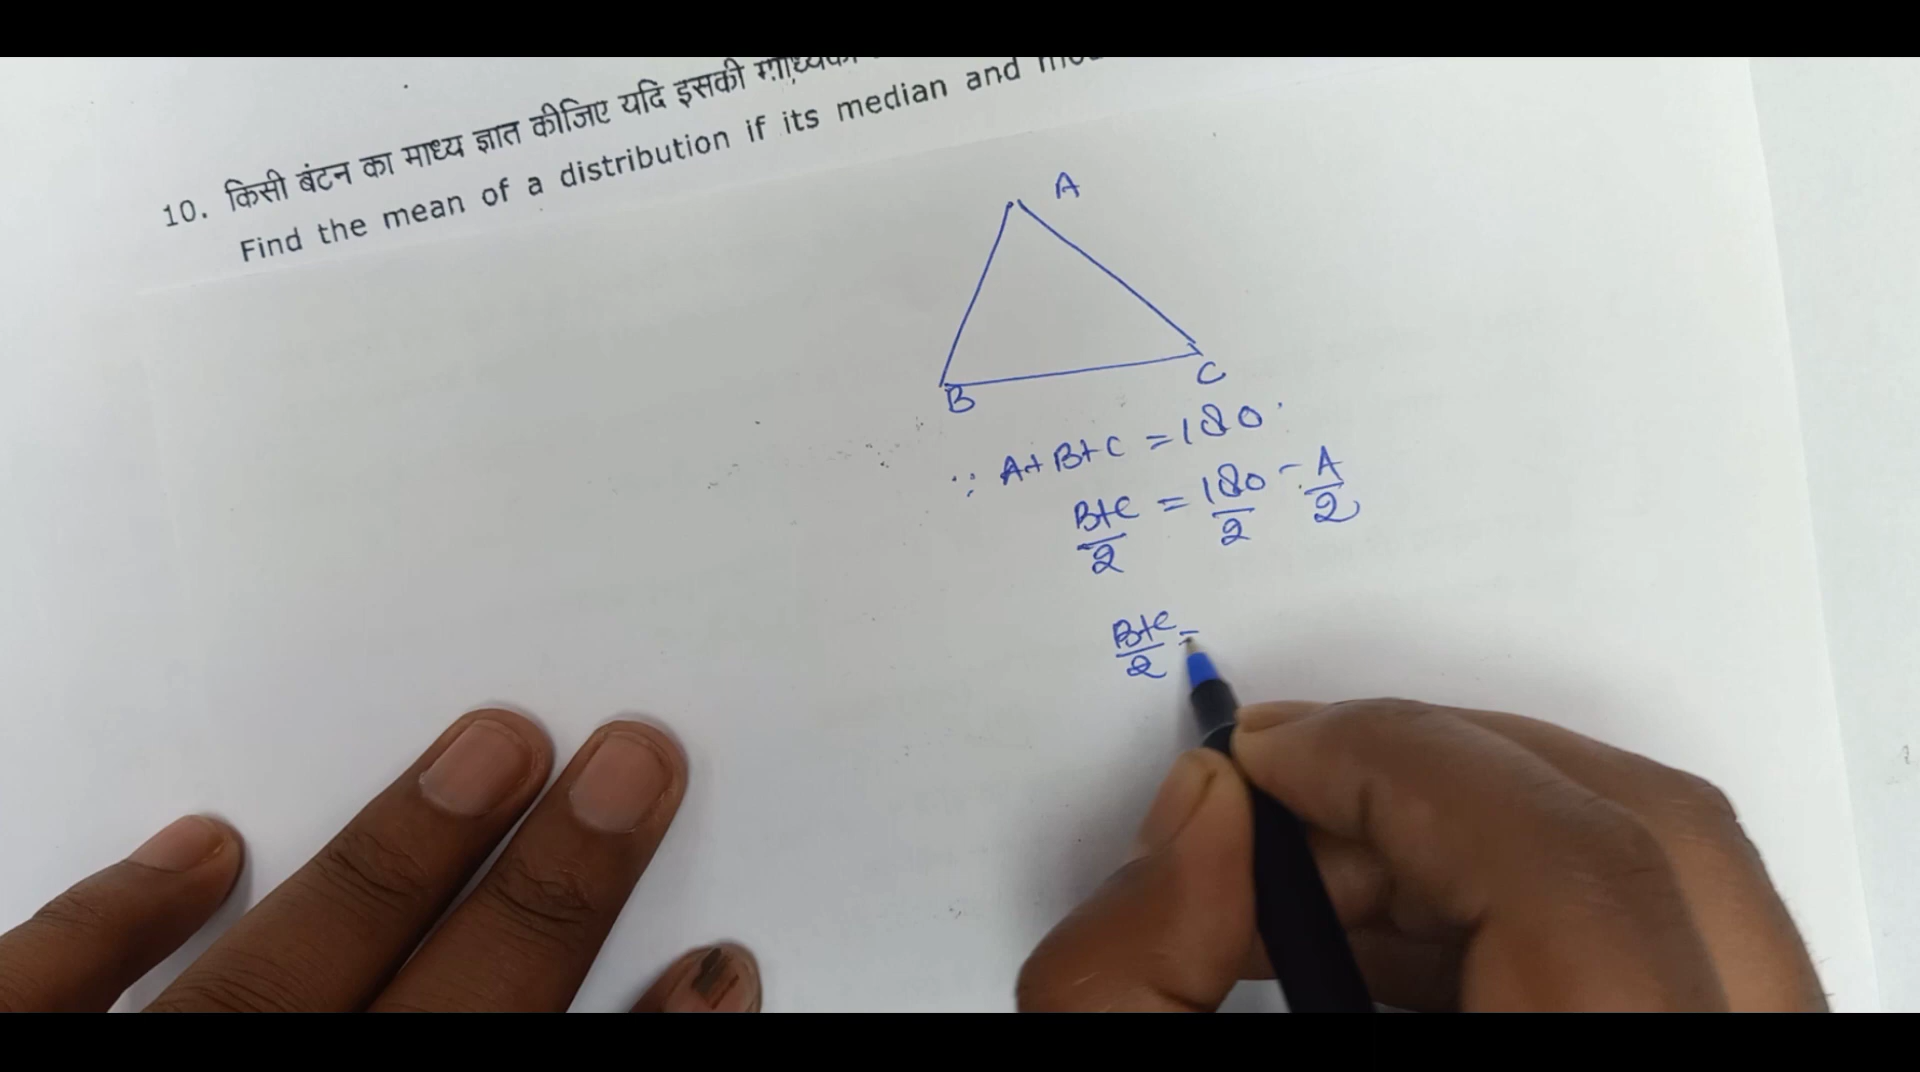 10. किसी बंटन का माध्य ज्ञात कीजिए यदि इसकी
Find the mean of a distribution if its median and
A
B
C
∵ A+B+C = 180
B+C/2 = 180/2 - A/2
B+C/2 =